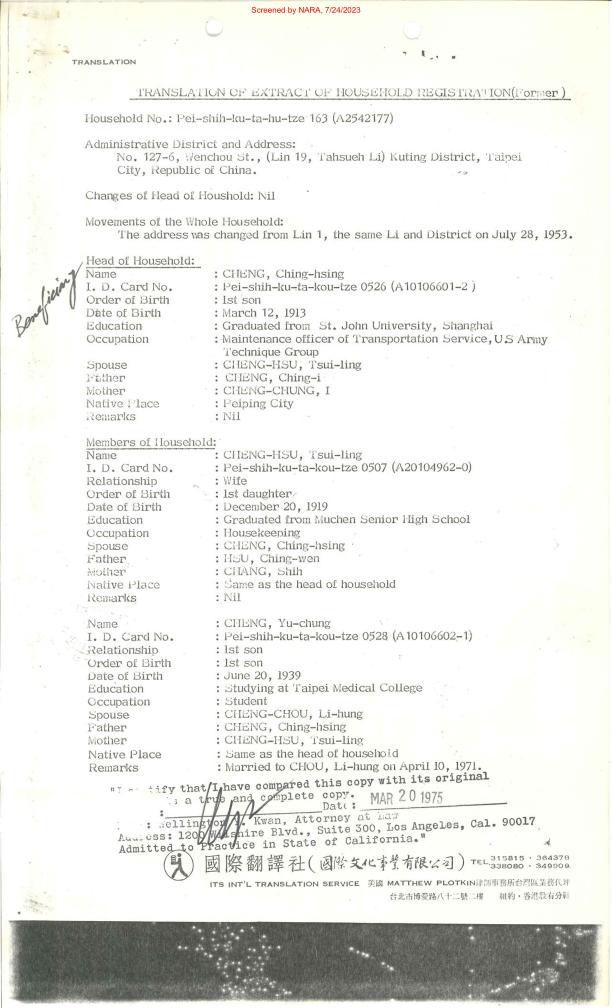 Screened by NARA, 7/24/2023
TRANSLATION
TRANSLATION OF EXTRACT OF HOUSEHOLD REGISTRATION(Former )
Household No.: Pei-shih-ku-ta-hu-tze 163 (A2542177)
Administrative District and Address:
No. 127-6, Wenchou St., (Lin 19, Tahsueh Li) Kuting District, Taipei
City, Republic of China.
Changes of Head of Houshold: Nil
Movements of the Whole Household:
The address was changed from Lin 1, the same Li and District on July 28, 1953.
Beneficiary
Head of Household:
Name : CHENG, Ching-hsing
I. D. Card No. : Pei-shih-ku-ta-kou-tze 0526 (A10106601-2 )
Order of Birth : 1st son
Date of Birth : March 12, 1913
Education : Graduated from St. John University, Shanghai
Occupation : Maintenance officer of Transportation Service, US Army
Technique Group
Spouse : CHENG-HSU, Tsui-ling
Father : CHENG, Ching-i
Mother : CHENG-CHUNG, I
Native Place : Peiping City
Remarks : Nil
Members of Household:
Name : CHENG-HSU, Tsui-ling
I. D. Card No. : Pei-shih-ku-ta-kou-tze 0507 (A20104962-0)
Relationship : Wife
Order of Birth : 1st daughter
Date of Birth : December 20, 1919
Education : Graduated from Muchen Senior High School
Occupation : Housekeeping
Spouse : CHENG, Ching-hsing
Father : HSU, Ching-wen
Mother : CHANG, Shih
Native Place : Same as the head of household
Remarks : Nil
Name : CHENG, Yu-chung
I. D. Card No. : Pei-shih-ku-ta-kou-tze 0528 (A10106602-1)
Relationship : 1st son
Order of Birth : 1st son
Date of Birth : June 20, 1939
Education : Studying at Taipei Medical College
Occupation : Student
Spouse : CHENG-CHOU, Li-hung
Father : CHENG, Ching-hsing
Mother : CHENG-HSU, Tsui-ling
Native Place : Same as the head of household
Remarks : Married to CHOU, Li-hung on April 10, 1971.
that I have compared this copy with its original
is a true and complete copy.
: Date: MAR 20 1975
: Kwan, Attorney at Law
Address: 1200 Wilshire Blvd., Suite 300, Los Angeles, Cal. 90017
Admitted to Practice in State of California."
國際翻譯社(國際文化事業有限公司) TEL. 315815・364378
338080・349909
ITS INT'L TRANSLATION SERVICE 美國 MATTHEW PLOTKIN律師事務所台灣區業務代理
台北市博愛路八十二號二樓 紐約・香港設有分社